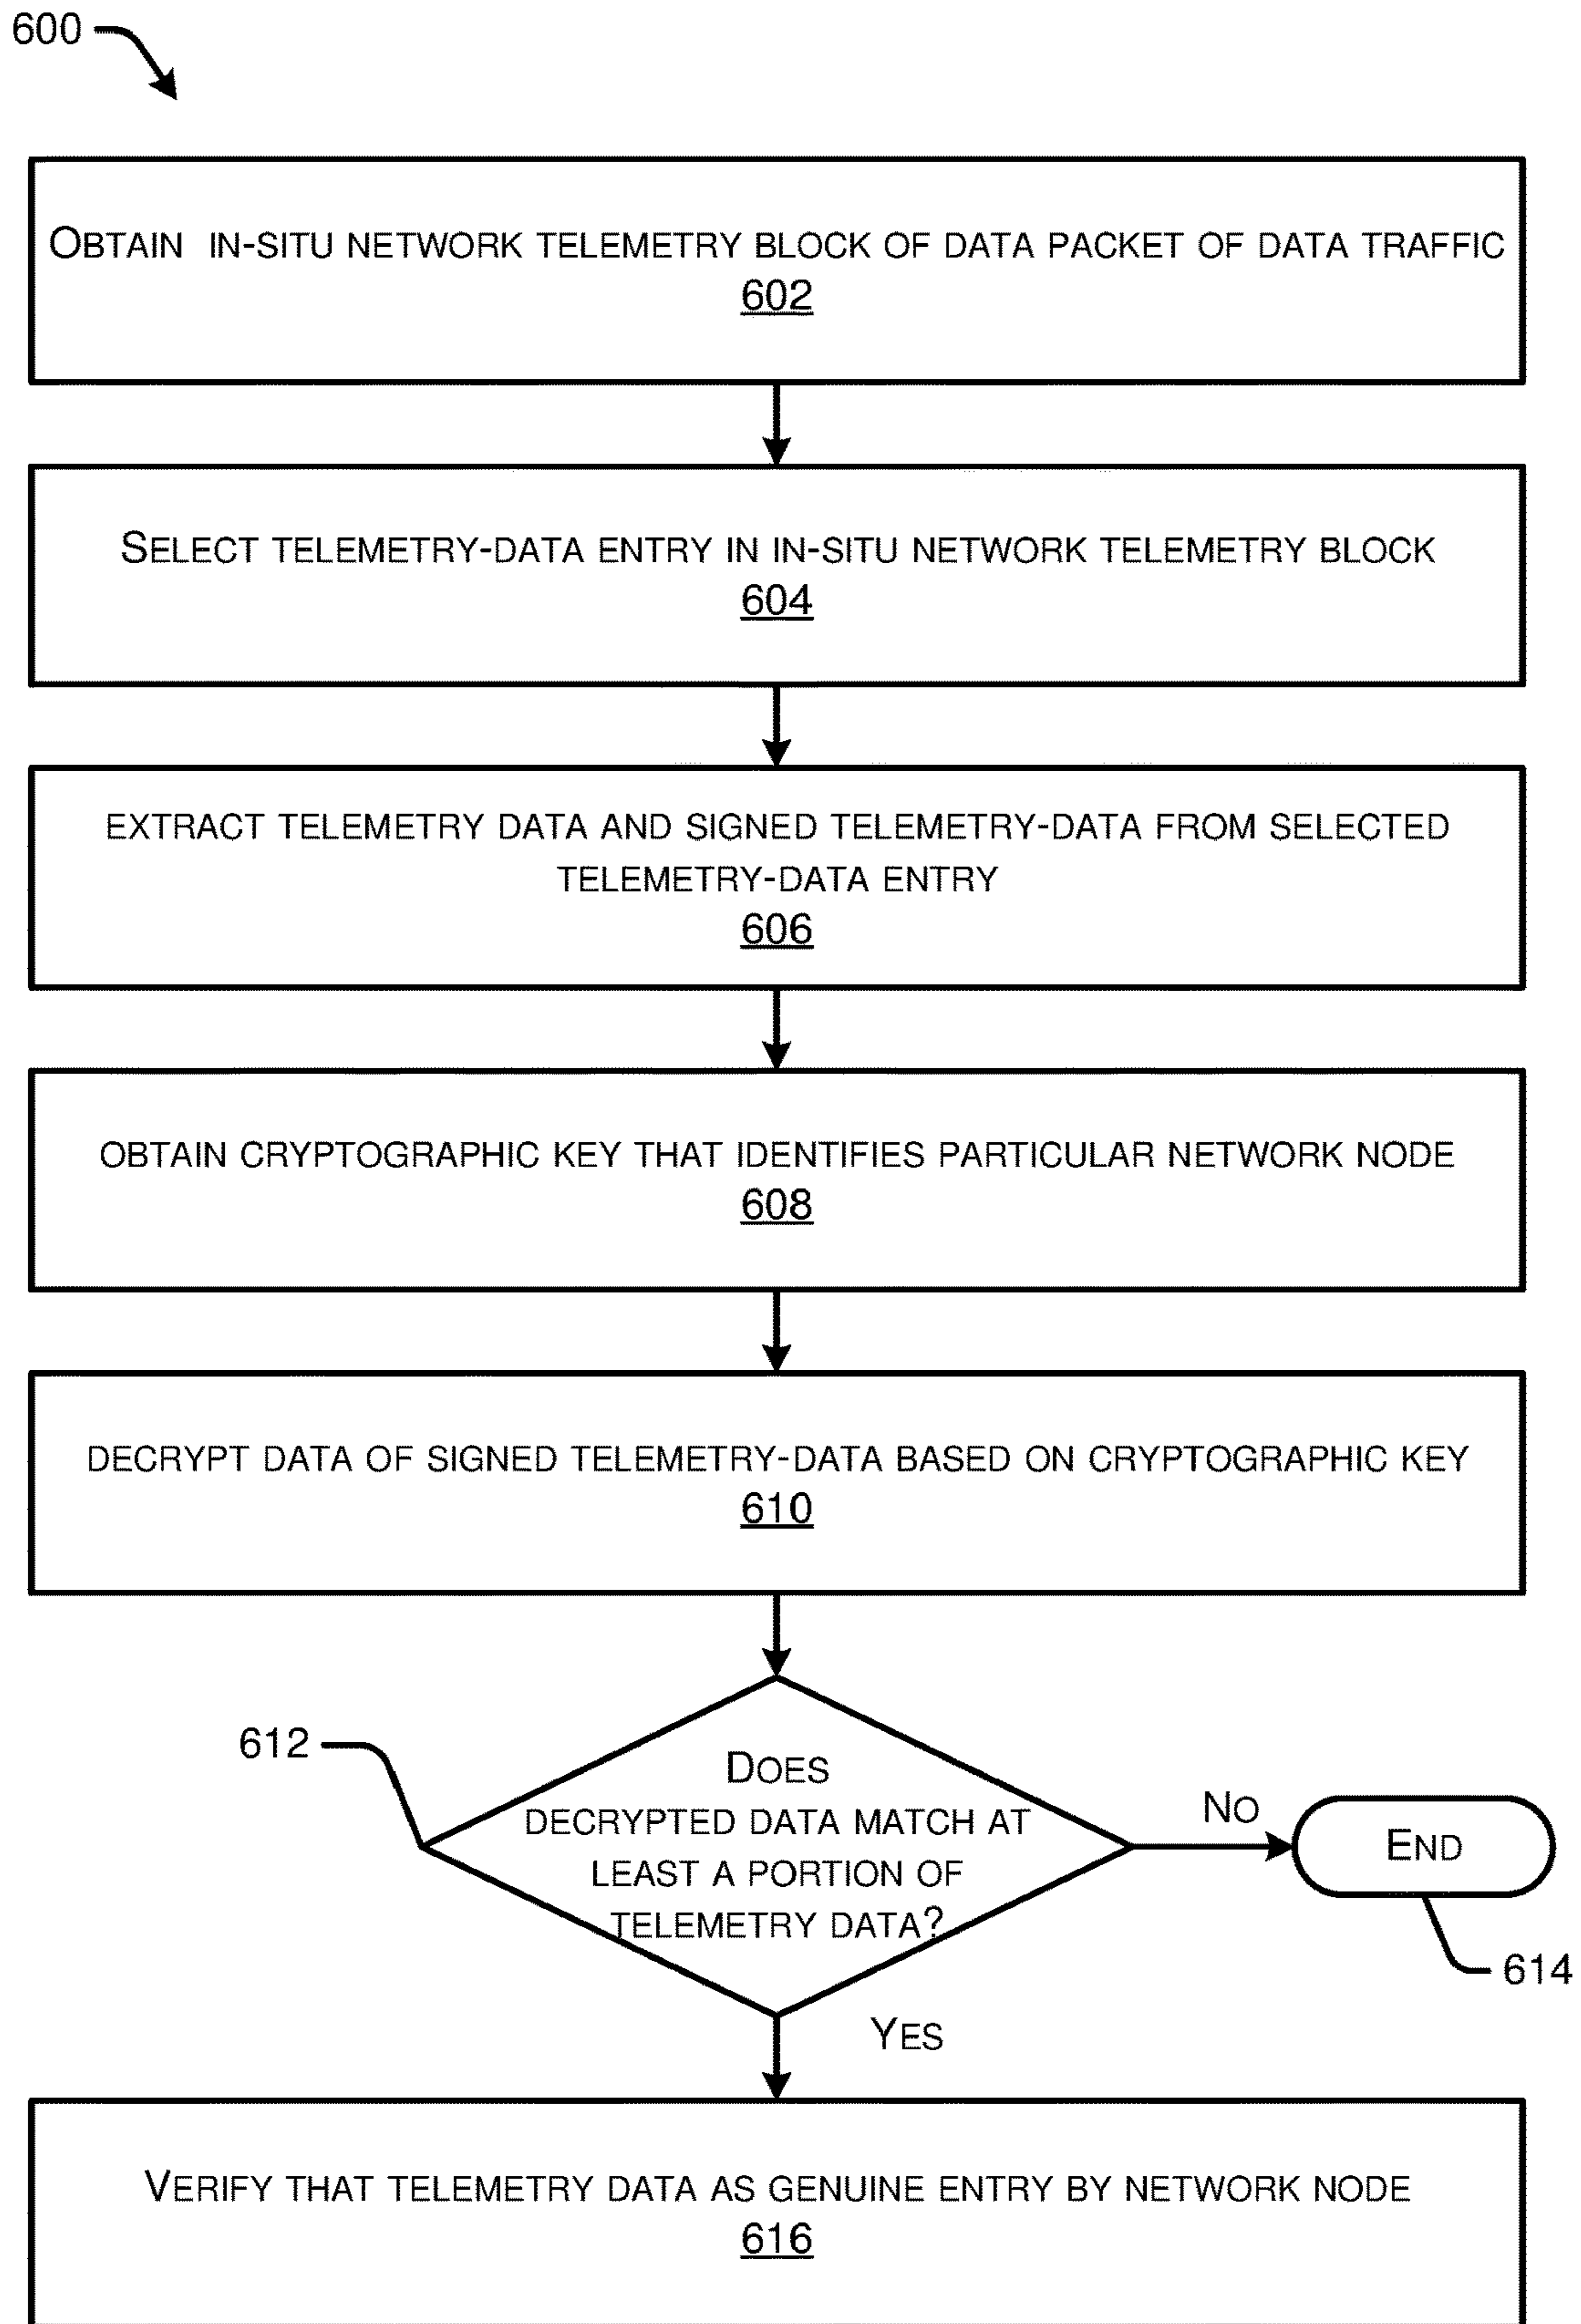 600
OBTAIN IN-SITU NETWORK TELEMETRY BLOCK OF DATA PACKET OF DATA TRAFFIC
602
SELECT TELEMETRY-DATA ENTRY IN IN-SITU NETWORK TELEMETRY BLOCK
604
EXTRACT TELEMETRY DATA AND SIGNED TELEMETRY-DATA FROM SELECTED
TELEMETRY-DATA ENTRY
606
OBTAIN CRYPTOGRAPHIC KEY THAT IDENTIFIES PARTICULAR NETWORK NODE
608
DECRYPT DATA OF SIGNED TELEMETRY-DATA BASED ON CRYPTOGRAPHIC KEY
610
612
DOES
DECRYPTED DATA MATCH AT
LEAST A PORTION OF
TELEMETRY DATA?
NO
END
614
YES
VERIFY THAT TELEMETRY DATA AS GENUINE ENTRY BY NETWORK NODE
616